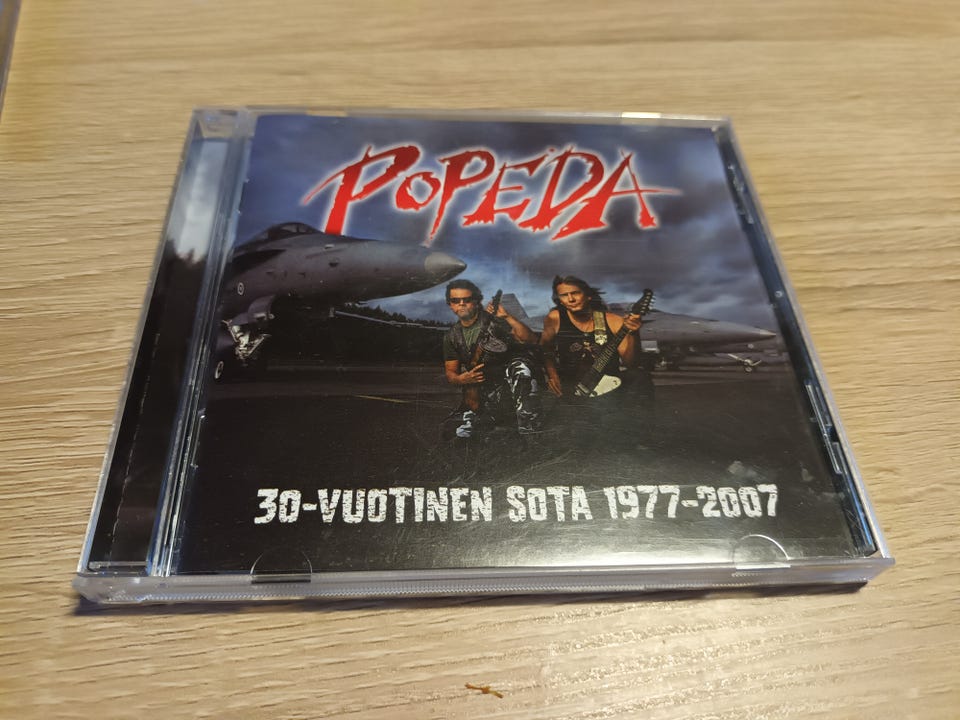 POPEDA
30-VUOTINEN SOTA 1977-2007